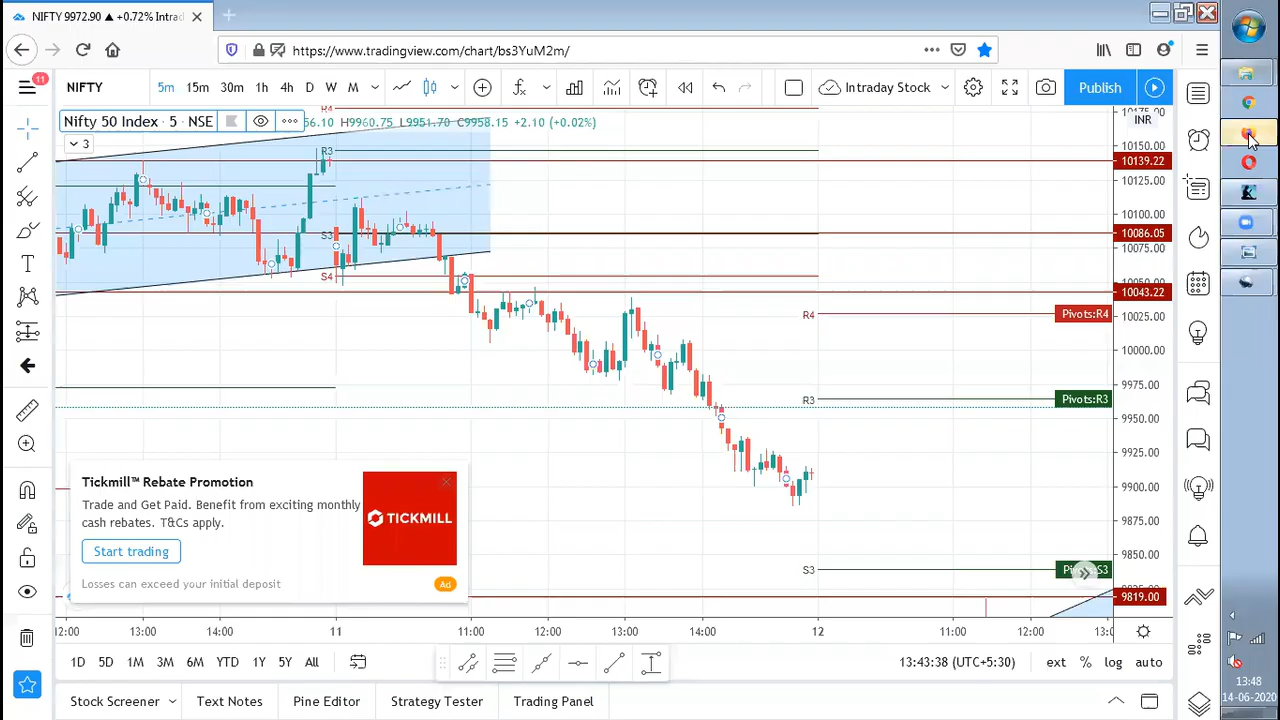 NIFTY 9972.90 ▲ +0.72% Intrad
https://www.tradingview.com/chart/bs3YuM2m/
11
NIFTY
5m
15m
30m
1h
4h
D
W
M
Intraday Stock
Publish
Nifty 50 Index · 5 · NSE
H9960.75
C9958.15 +2.10 (+0.02%)
3
INR
R4
R3
S3
S4
R4
R3
S3
Pivots:R4
Pivots:R3
10175.00
10150.00
10139.22
10125.00
10100.00
10086.05
10075.00
10050.00
10043.22
10025.00
10000.00
9975.00
9950.00
9925.00
9900.00
9875.00
9850.00
9819.00
Tickmill™ Rebate Promotion
Trade and Get Paid. Benefit from exciting monthly
cash rebates. T&Cs apply.
Start trading
Losses can exceed your initial deposit
Ad
TICKMILL
12:00
13:00
14:00
11
11:00
12:00
13:00
14:00
12
11:00
12:00
1D
5D
1M
3M
6M
YTD
1Y
5Y
All
13:43:38 (UTC+5:30)
ext
%
log
auto
Stock Screener
Text Notes
Pine Editor
Strategy Tester
Trading Panel
13:48
14-06-2020